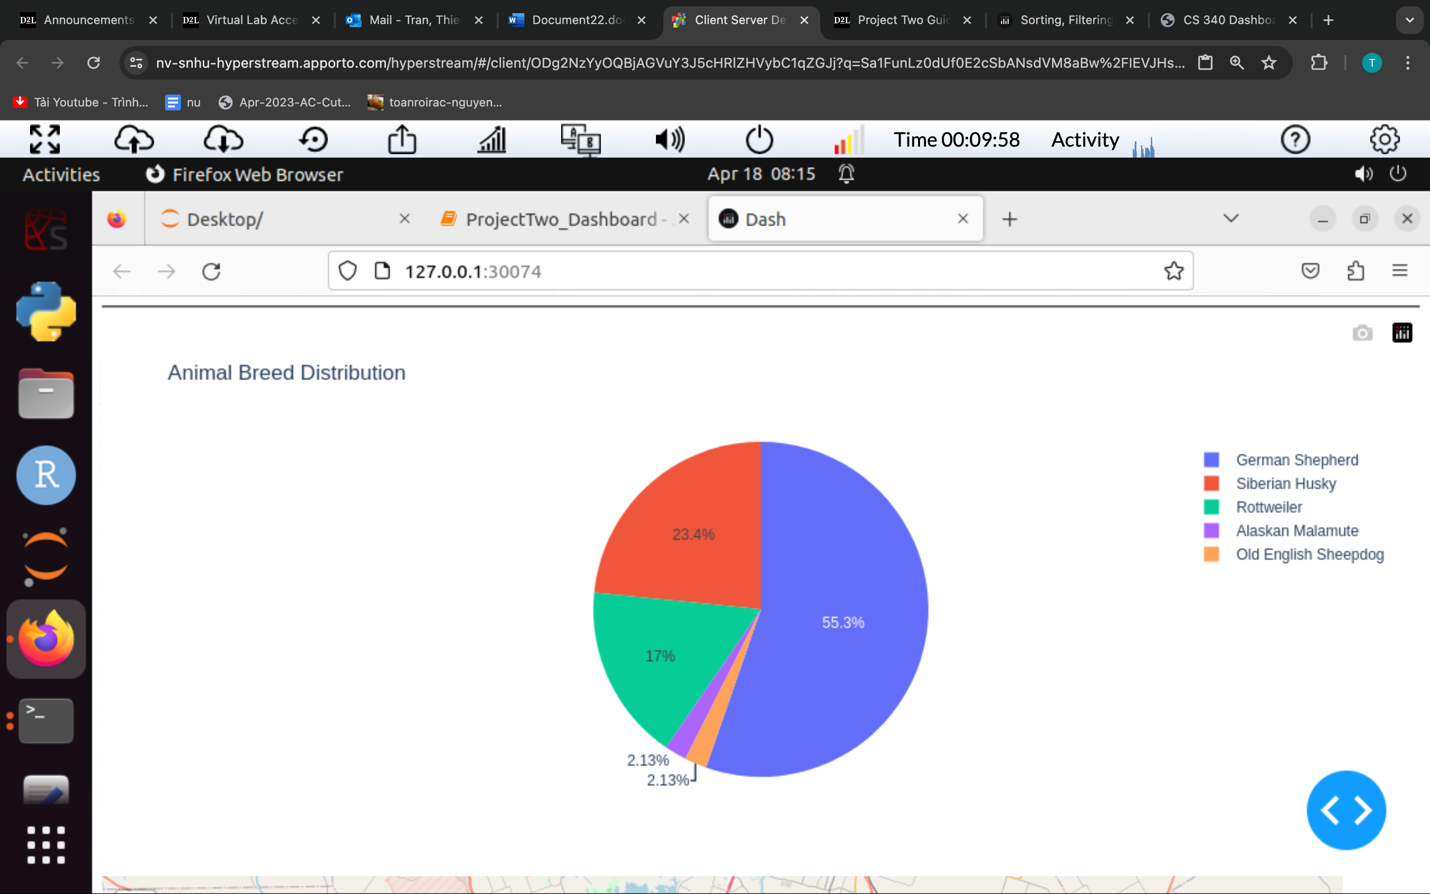 Announcements
Virtual Lab Acce
Mail - Tran, Thie
Document22.do
Client Server De
Project Two Gui
Sorting, Filtering
CS 340 Dashbo
nv-snhu-hyperstream.apporto.com/hyperstream/#/client/ODg2NzYyOQBjAGVuY3J5cHRlZHVybC1qZGJj?q=Sa1FunLz0dUf0E2cSbANsdVM8aBw%2FIEVJHs...
T
Tải Youtube - Trình...
nu
Apr-2023-AC-Cut...
toanroirac-nguyen...
Time 00:09:58
Activity
Activities
Firefox Web Browser
Apr 18 08:15
Desktop/
ProjectTwo_Dashboard -
Dash
127.0.0.1:30074
Animal Breed Distribution
German Shepherd
Siberian Husky
Rottweiler
Alaskan Malamute
Old English Sheepdog
23.4%
55.3%
17%
2.13%
2.13%